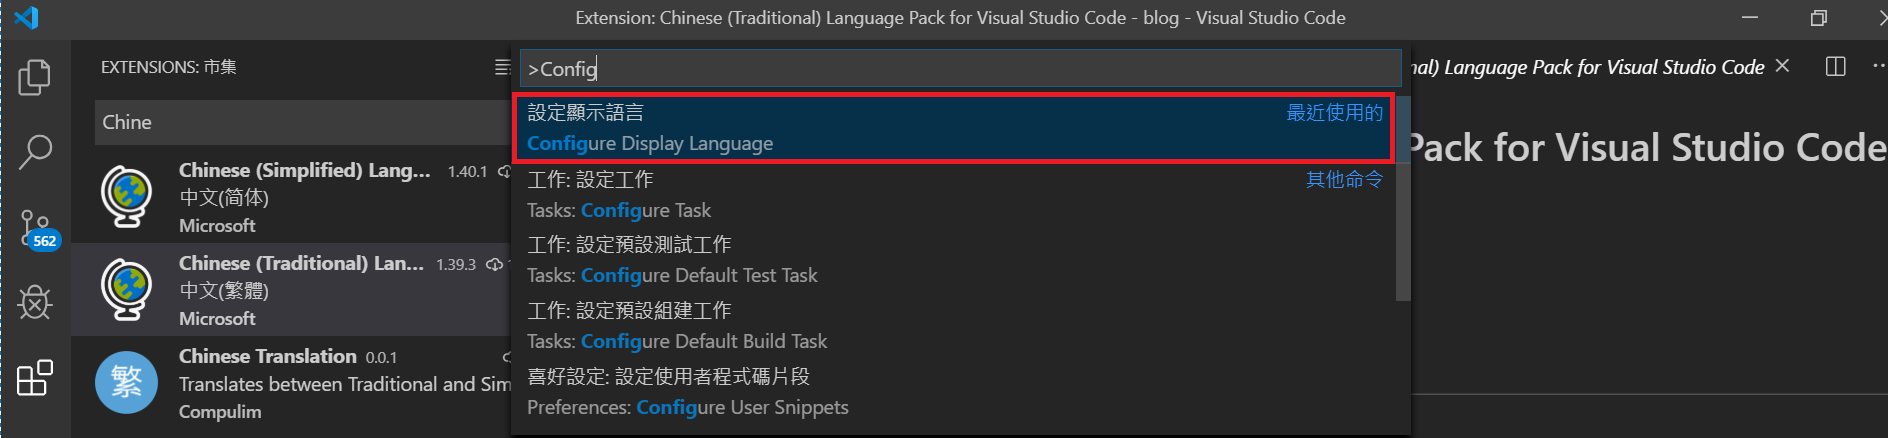 Extension: Chinese (Traditional) Language Pack for Visual Studio Code - blog - Visual Studio Code
EXTENSIONS: 市集
Chine
Chinese (Simplified) Lang... 1.40.1
中文(简体)
Microsoft
562
Chinese (Traditional) Lan... 1.39.3
中文(繁體)
Microsoft
繁
Chinese Translation 0.0.1
Translates between Traditional and Sim
Compulim
>Config
設定顯示語言 最近使用的
Configure Display Language
工作: 設定工作 其他命令
Tasks: Configure Task
工作: 設定預設測試工作
Tasks: Configure Default Test Task
工作: 設定預設組建工作
Tasks: Configure Default Build Task
喜好設定: 設定使用者程式碼片段
Preferences: Configure User Snippets
nal) Language Pack for Visual Studio Code
Pack for Visual Studio Code